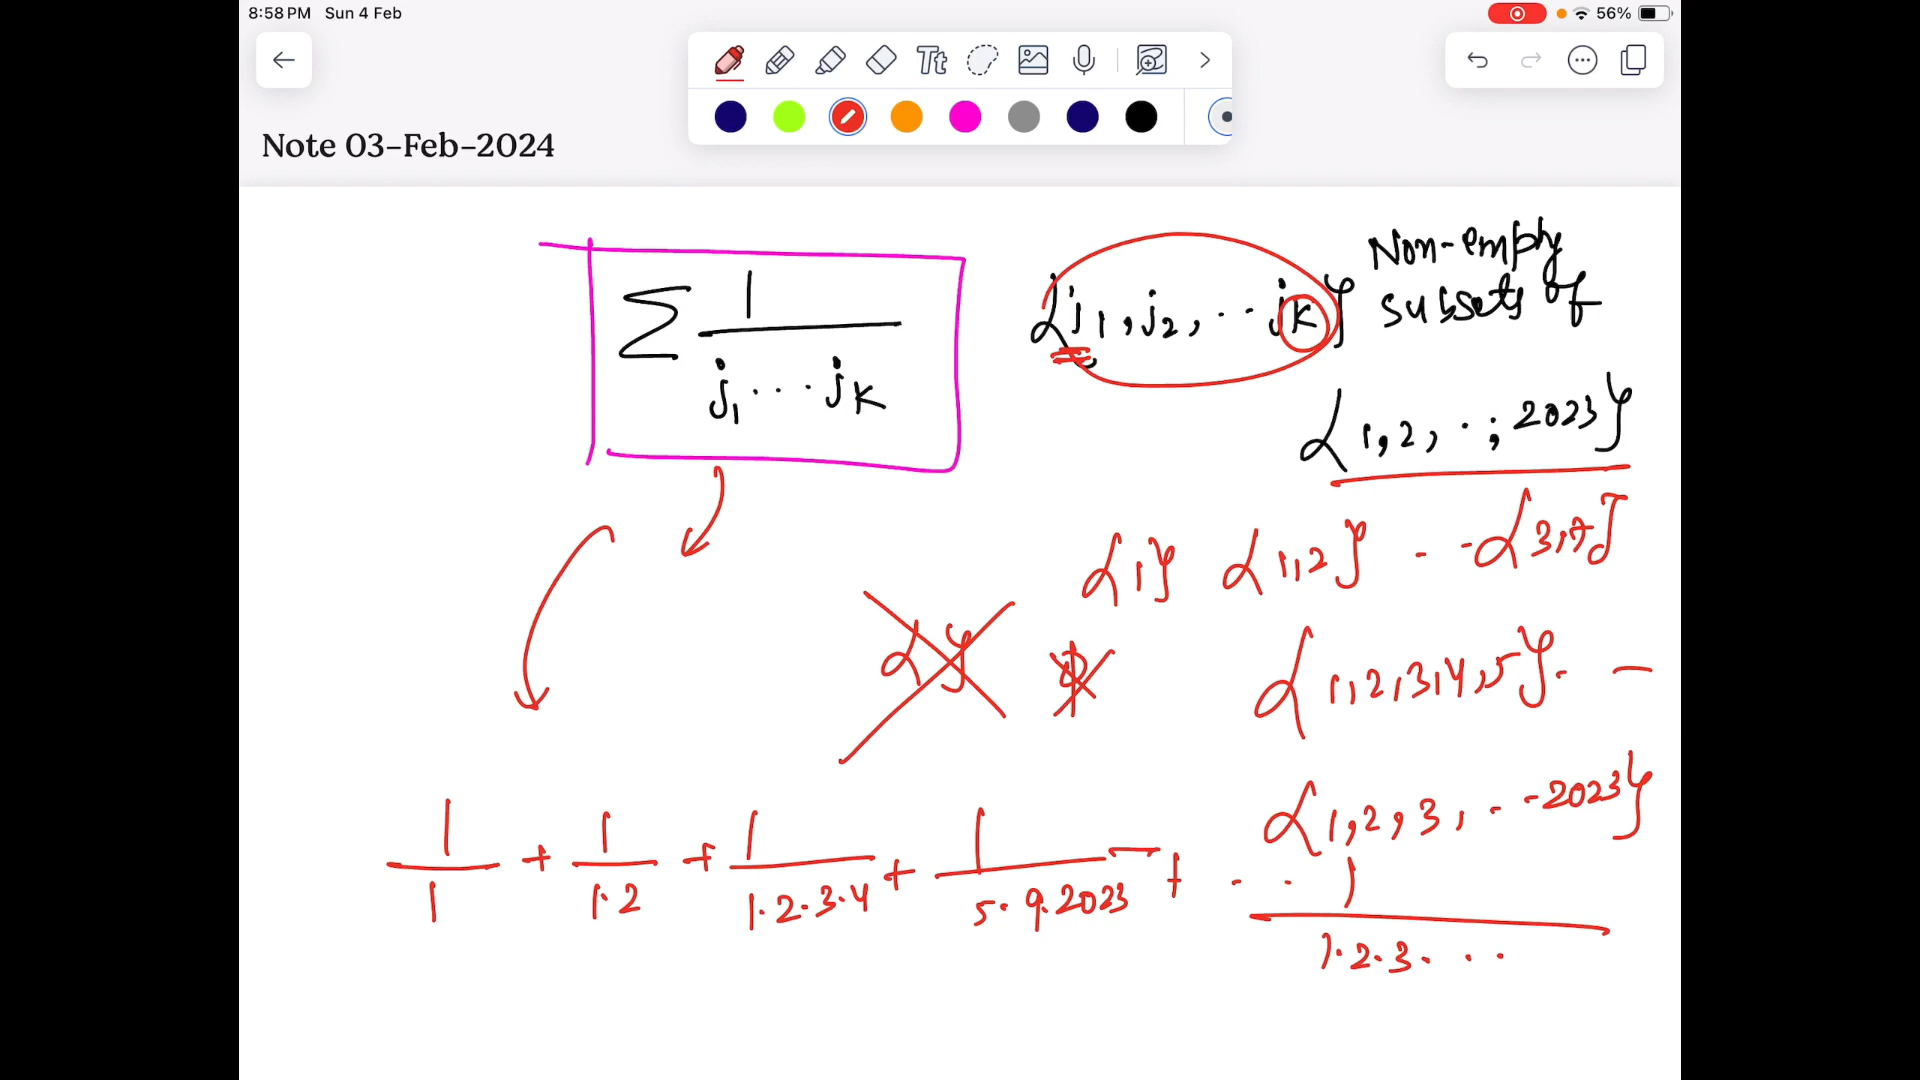 8:58 PM Sun 4 Feb 56%
Tt
Note 03-Feb-2024
∑ 1 / j₁ ··· jₖ
{j₁, j₂, ··· jₖ} Non-empty
subsets of
{1, 2, ··, 2023}
{1} {1,2} - - {3,7}
{ } φ {1,2,3,4,5}. -
{1,2,3, - -2023}
1/1 + 1/1·2 + 1/1·2·3·4 + 1/5·9·2023 + ·· 1/1·2·3· ··